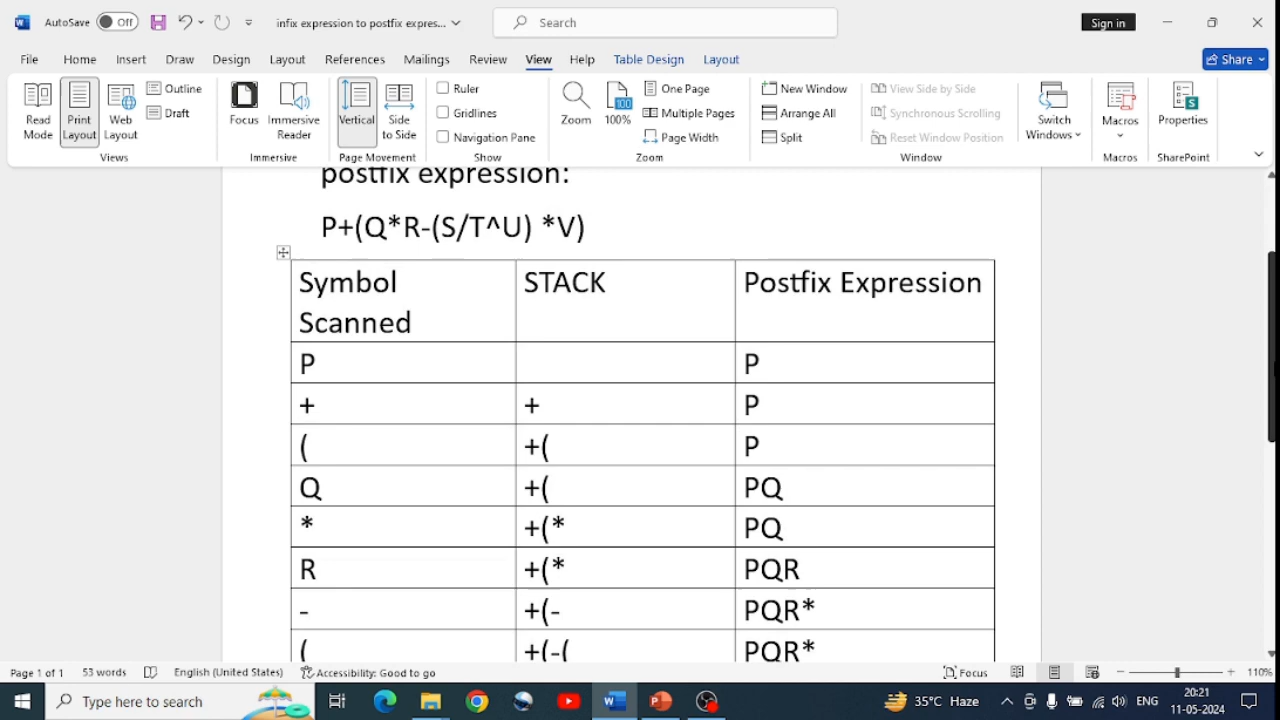 AutoSave Off infix expression to postfix expres... Search Sign in
File Home Insert Draw Design Layout References Mailings Review View Help Table Design Layout Share
Read Mode Print Layout Web Layout Outline Draft Focus Immersive Reader Vertical Side to Side Ruler Gridlines Navigation Pane Zoom 100 100% One Page Multiple Pages Page Width New Window Arrange All Split View Side by Side Synchronous Scrolling Reset Window Position Switch Windows Macros Properties
Views Immersive Page Movement Show Zoom Window Macros SharePoint
postfix expression:
P+(Q*R-(S/T^U) *V)
Symbol Scanned STACK Postfix Expression
P P
+ + P
( +( P
Q +( PQ
* +(* PQ
R +(* PQR
- +(- PQR*
( +(-( PQR*
Page 1 of 1 53 words English (United States) Accessibility: Good to go Focus 110%
Type here to search 35°C Haze ENG 20:21
11-05-2024